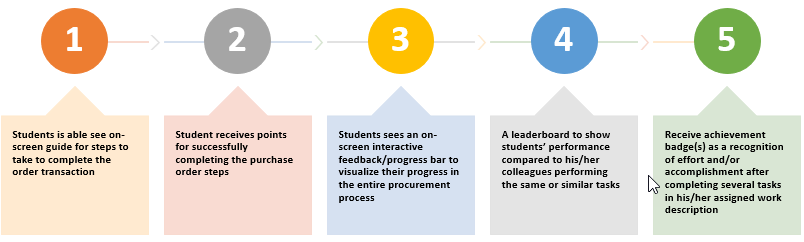 1
2
3
4
5
Students is able see on-
screen guide for steps to
take to complete the
order transaction
Student receives points
for successfully
completing the purchase
order steps
Students sees an on-
screen interactive
feedback/progress bar to
visualize their progress in
the entire procurement
process
A leaderboard to show
students’ performance
compared to his/her
colleagues performing
the same or similar tasks
Receive achievement
badge(s) as a recognition
of effort and/or
accomplishment after
completing several tasks
in his/her assigned work
description